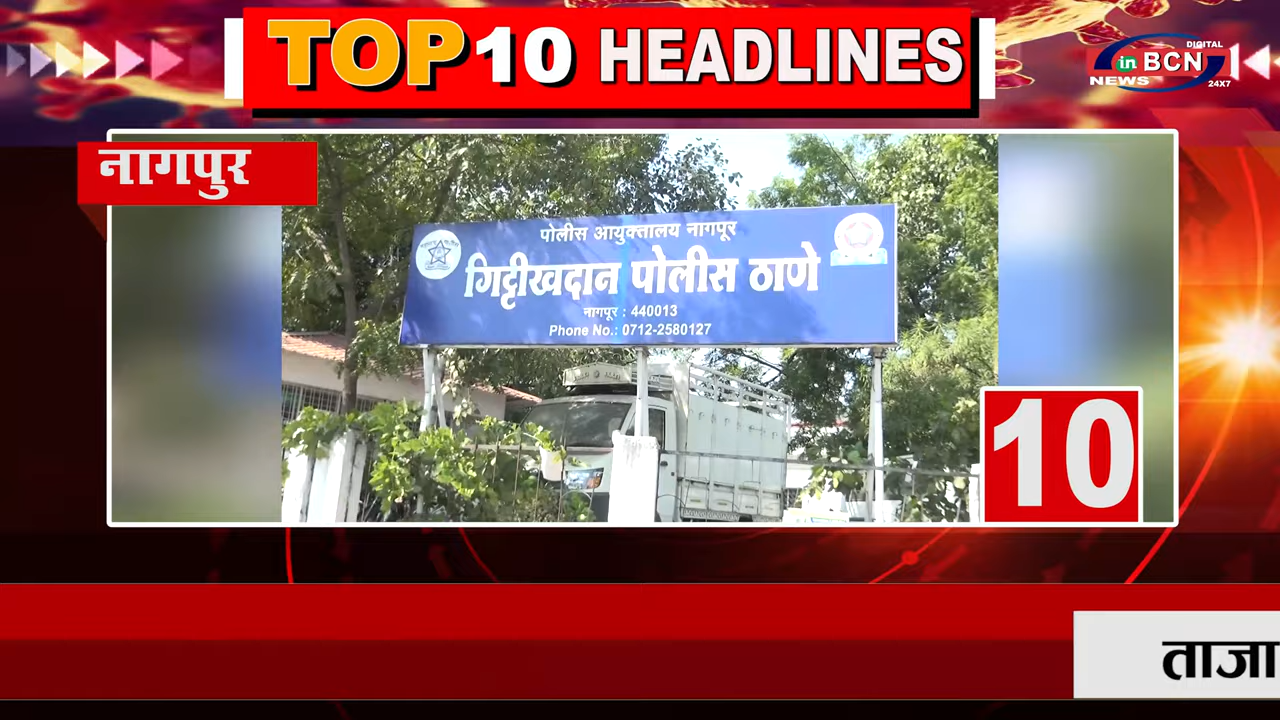 TOP 10 HEADLINES
DIGITAL
in BCN
NEWS
24X7
नागपुर
पोलीस आयुक्तालय नागपूर
गिट्टीखदान पोलीस ठाणे
नागपूर : 440013
Phone No.: 0712-2580127
10
ताजा